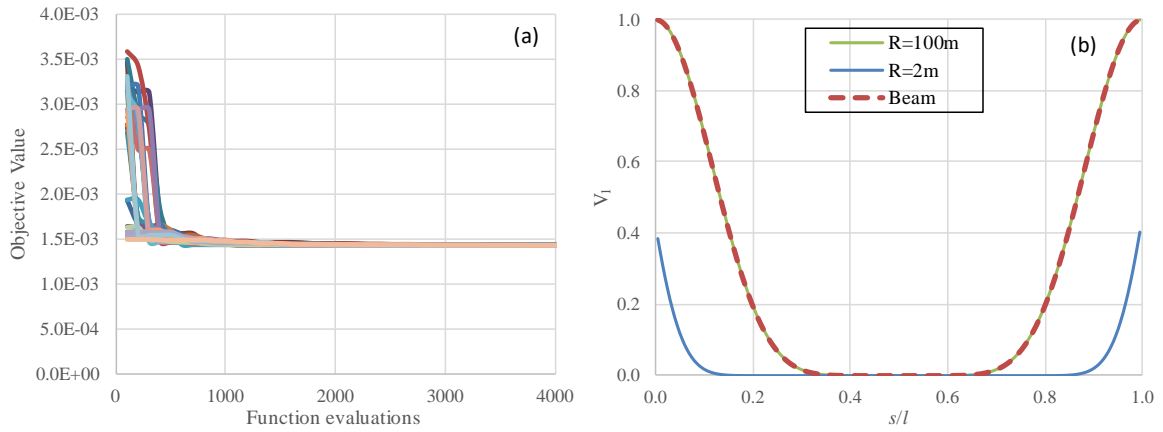 4.0E-03
3.5E-03
3.0E-03
2.5E-03
2.0E-03
1.5E-03
1.0E-03
5.0E-04
0.0E+00
Objective Value
0 1000 2000 3000 4000
Function evaluations
(a)
1.0
0.8
0.6
0.4
0.2
0.0
V1
0.0 0.2 0.4 0.6 0.8 1.0
s/l
R=100m
R=2m
Beam
(b)